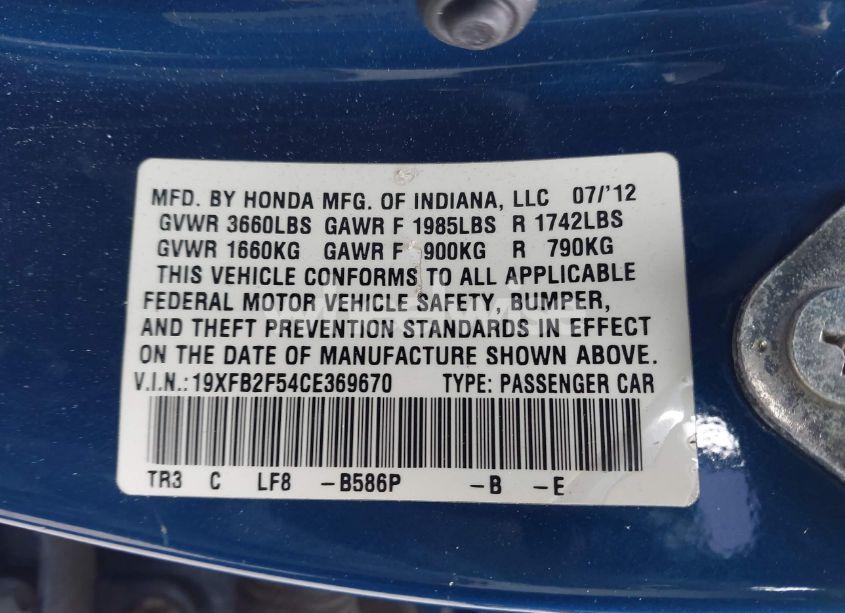 MFD. BY HONDA MFG. OF INDIANA, LLC 07/'12
GVWR 3660LBS GAWR F 1985LBS R 1742LBS
GVWR 1660KG GAWR F 900KG R 790KG
THIS VEHICLE CONFORMS TO ALL APPLICABLE
FEDERAL MOTOR VEHICLE SAFETY, BUMPER,
AND THEFT PREVENTION STANDARDS IN EFFECT
ON THE DATE OF MANUFACTURE SHOWN ABOVE.
V.I.N.:19XFB2F54CE369670 TYPE: PASSENGER CAR
TR3 C LF8 -B586P -B -E